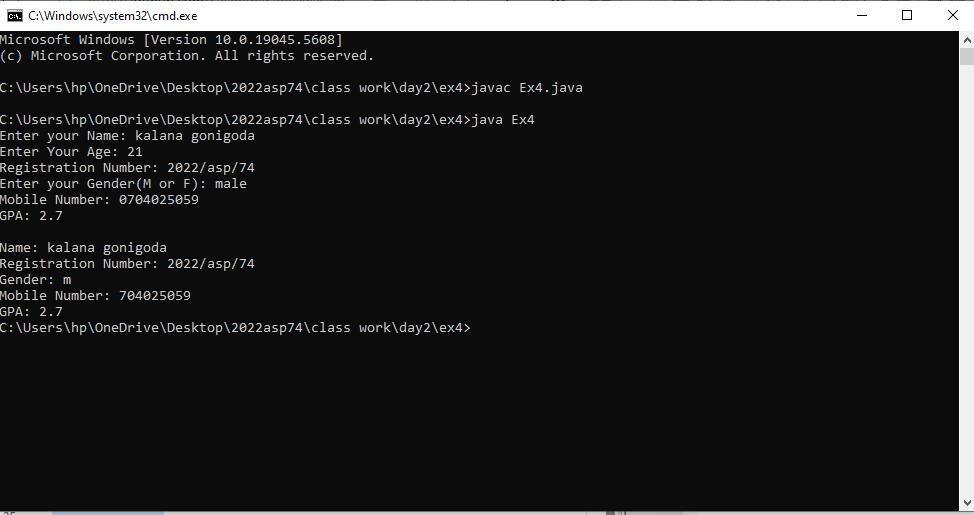 C:\Windows\system32\cmd.exe
Microsoft Windows [Version 10.0.19045.5608]
(c) Microsoft Corporation. All rights reserved.
C:\Users\hp\OneDrive\Desktop\2022asp74\class work\day2\ex4>javac Ex4.java
C:\Users\hp\OneDrive\Desktop\2022asp74\class work\day2\ex4>java Ex4
Enter your Name: kalana gonigoda
Enter Your Age: 21
Registration Number: 2022/asp/74
Enter your Gender(M or F): male
Mobile Number: 0704025059
GPA: 2.7
Name: kalana gonigoda
Registration Number: 2022/asp/74
Gender: m
Mobile Number: 704025059
GPA: 2.7
C:\Users\hp\OneDrive\Desktop\2022asp74\class work\day2\ex4>